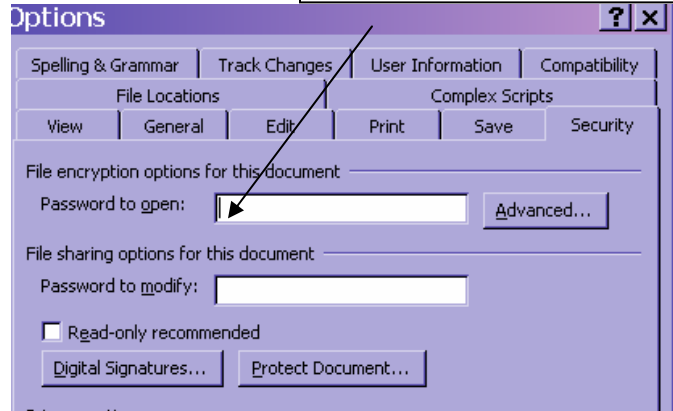 Options ? ×
Spelling & Grammar Track Changes User Information Compatibility
File Locations Complex Scripts
View General Edit Print Save Security
File encryption options for this document
Password to open: Advanced...
File sharing options for this document
Password to modify:
Read-only recommended
Digital Signatures... Protect Document...